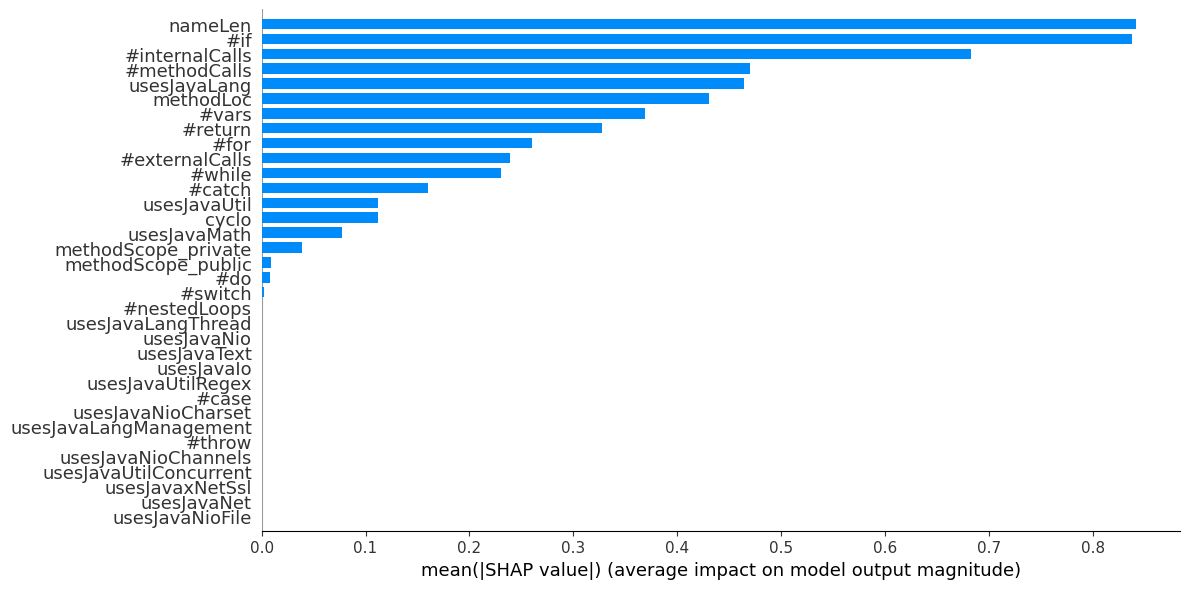 nameLen
#if
#internalCalls
#methodCalls
usesJavaLang
methodLoc
#vars
#return
#for
#externalCalls
#while
#catch
usesJavaUtil
cyclo
usesJavaMath
methodScope_private
methodScope_public
#do
#switch
#nestedLoops
usesJavaLangThread
usesJavaNio
usesJavaText
usesJavaIo
usesJavaUtilRegex
#case
usesJavaNioCharset
usesJavaLangManagement
#throw
usesJavaNioChannels
usesJavaUtilConcurrent
usesJavaxNetSsl
usesJavaNet
usesJavaNioFile
0.0 0.1 0.2 0.3 0.4 0.5 0.6 0.7 0.8
mean(|SHAP value|) (average impact on model output magnitude)